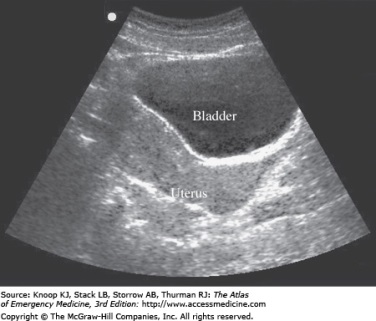 Bladder
Uterus
Source: Knoop KJ, Stack LB, Storrow AB, Thurman RJ: The Atlas
of Emergency Medicine, 3rd Edition: http://www.accessmedicine.com
Copyright © The McGraw-Hill Companies, Inc. All rights reserved.